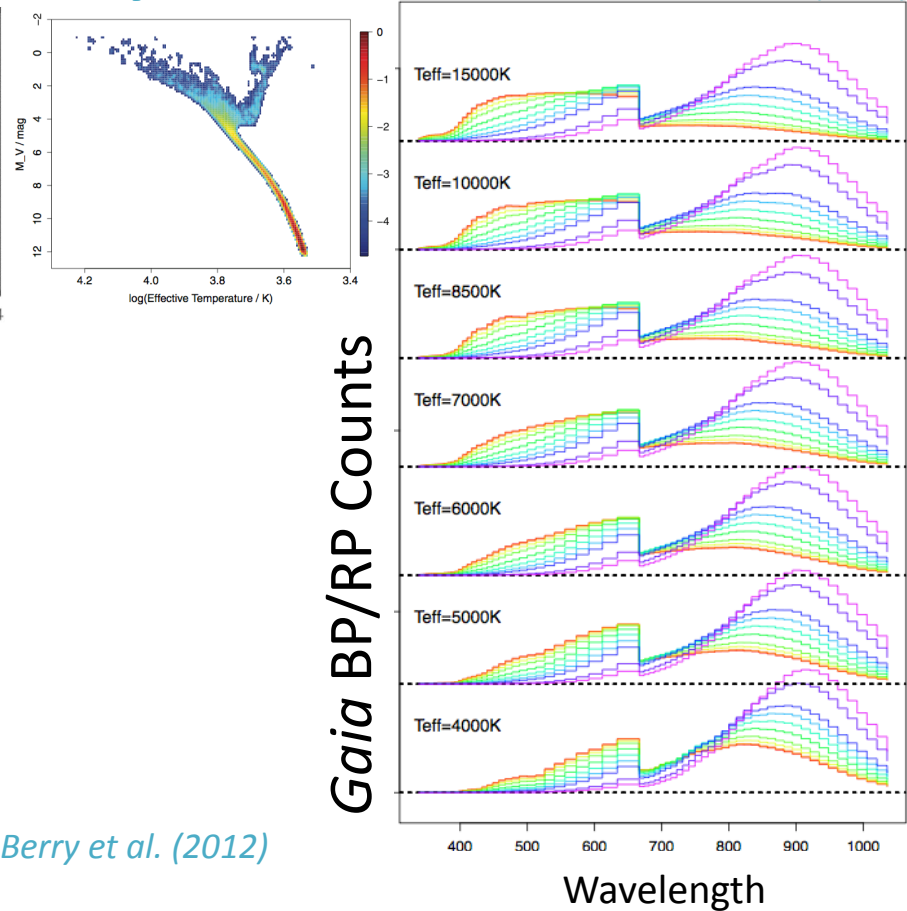 −2
0
2
4
6
8
10
12
M_V / mag
4.2 4.0 3.8 3.6 3.4
log(Effective Temperature / K)
0
−1
−2
−3
−4
Teff=15000K
Teff=10000K
Teff=8500K
Teff=7000K
Teff=6000K
Teff=5000K
Teff=4000K
Gaia BP/RP Counts
400 500 600 700 800 900 1000
Wavelength
Berry et al. (2012)